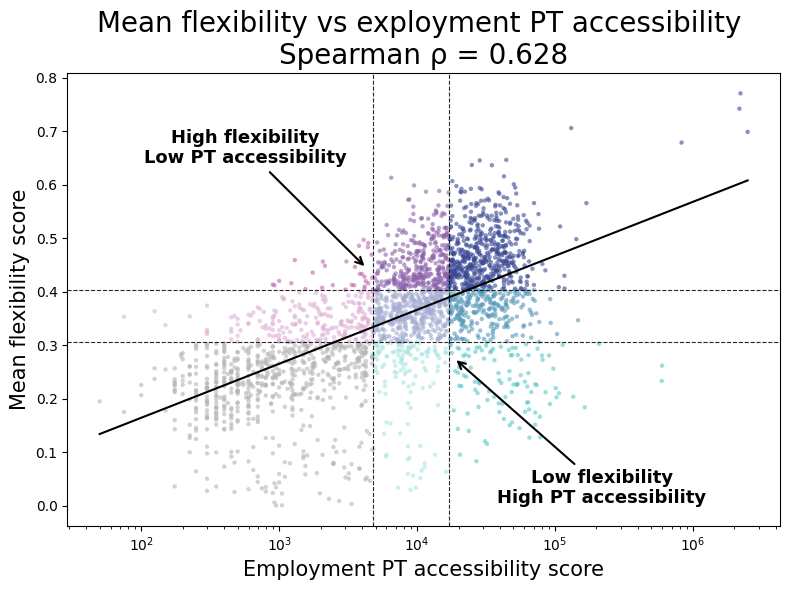 Mean flexibility vs exployment PT accessibility
Spearman ρ = 0.628
0.8
0.7
0.6
0.5
0.4
0.3
0.2
0.1
0.0
Mean flexibility score
High flexibility
Low PT accessibility
Low flexibility
High PT accessibility
10²
10³
10⁴
10⁵
10⁶
Employment PT accessibility score